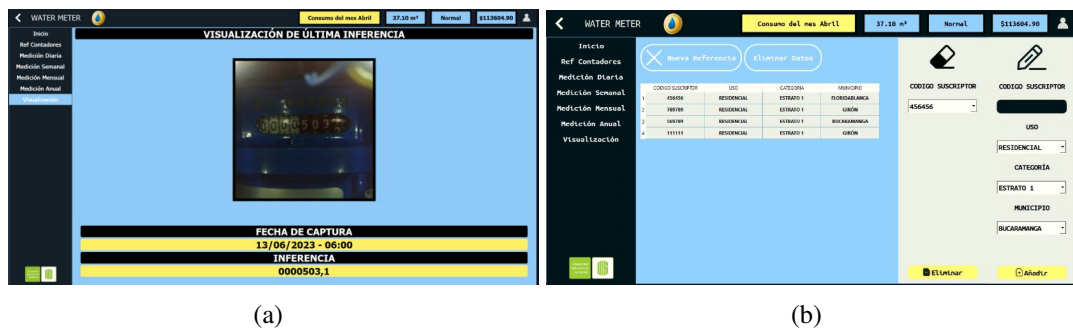 WATER METER
Consumo del mes Abril
37.10 m³
Normal
$113604.90
Inicio
Ref Contadores
Medición Diaria
Medición Semanal
Medición Mensual
Medición Anual
Visualización
VISUALIZACIÓN DE ÚLTIMA INFERENCIA
FECHA DE CAPTURA
13/06/2023 - 06:00
INFERENCIA
0000503,1
(a)
WATER METER
Consumo del mes Abril
37.10 m³
Normal
$113604.90
Inicio
Ref Contadores
Medición Diaria
Medición Semanal
Medición Mensual
Medición Anual
Visualización
Nueva Referencia
Eliminar Datos
CODIGO SUSCRIPTOR USO CATEGORIA MUNICIPIO
1 456456 RESIDENCIAL ESTRATO 1 FLORIDABLANCA
2 789789 RESIDENCIAL ESTRATO 1 GIRÓN
3 569789 RESIDENCIAL ESTRATO 1 BUCARAMANGA
4 111111 RESIDENCIAL ESTRATO 1 GIRÓN
CODIGO SUSCRIPTOR
456456
Eliminar
CODIGO SUSCRIPTOR
USO
RESIDENCIAL
CATEGORÍA
ESTRATO 1
MUNICIPIO
BUCARAMANGA
Añadir
(b)